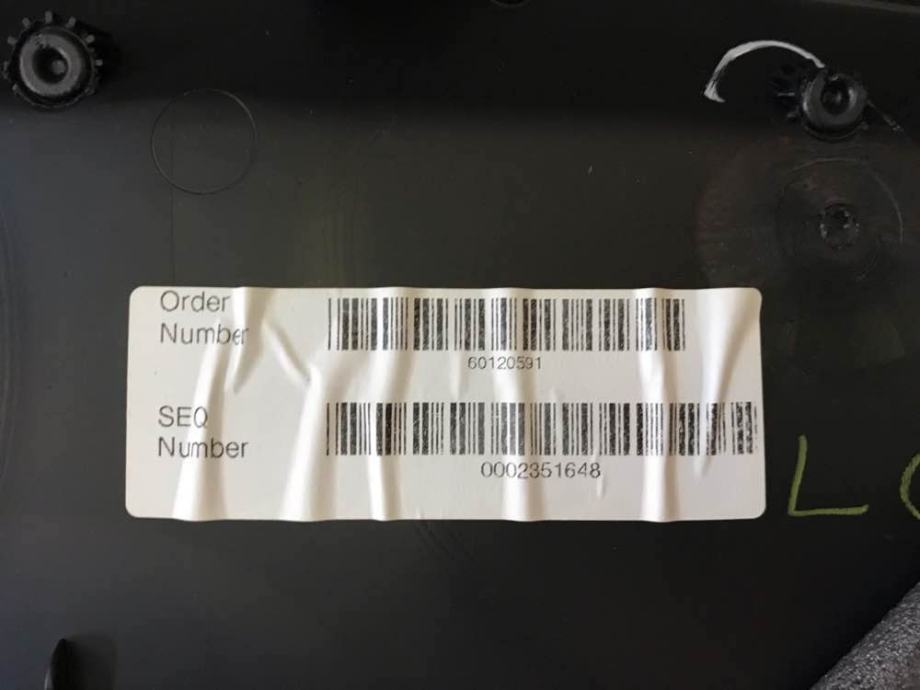 Order
Number
60120591
SEQ
Number
0002351648
L